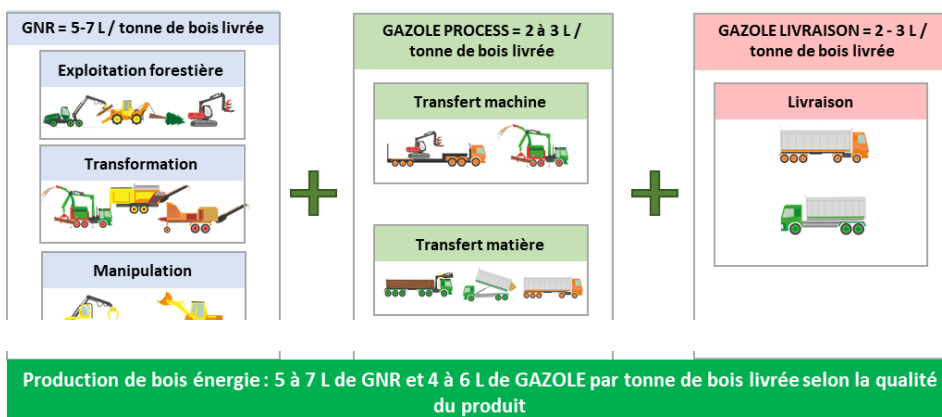 GNR = 5-7 L / tonne de bois livrée
Exploitation forestière
Transformation
Manipulation
GAZOLE PROCESS = 2 à 3 L /
tonne de bois livrée
Transfert machine
Transfert matière
GAZOLE LIVRAISON = 2 - 3 L /
tonne de bois livrée
Livraison
Production de bois énergie : 5 à 7 L de GNR et 4 à 6 L de GAZOLE par tonne de bois livrée selon la qualité
du produit